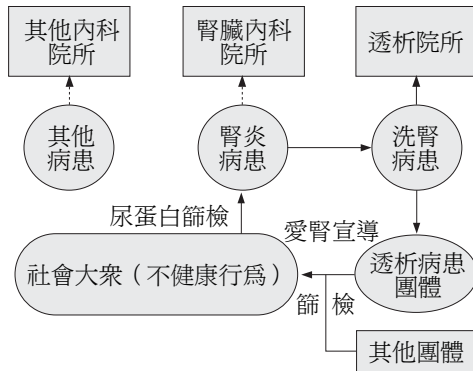 其他內科
院所
腎臟內科
院所
透析院所
其他
病患
腎炎
病患
洗腎
病患
尿蛋白篩檢
愛腎宣導
社會大衆（不健康行爲）
透析病患
團體
篩 檢
其他團體